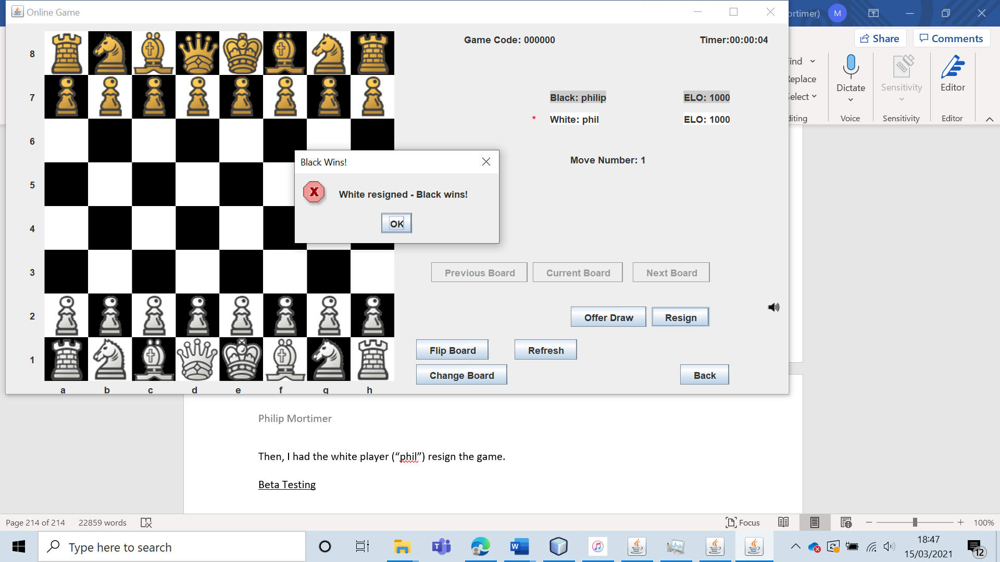 Online Game
ortimer)
M
Share
Comments
Game Code: 000000
Timer:00:00:04
8
7
6
5
4
3
2
1
a b c d e f g h
Black: philip
ELO: 1000
* White: phil
ELO: 1000
Move Number: 1
Black Wins!
White resigned - Black wins!
OK
Previous Board
Current Board
Next Board
Offer Draw
Resign
Flip Board
Refresh
Change Board
Back
ind
Replace
Select
diting
Dictate
Voice
Sensitivity
Sensitivity
Editor
Editor
Philip Mortimer
Then, I had the white player (“phil”) resign the game.
Beta Testing
Page 214 of 214
22859 words
Focus
100%
Type here to search
18:47
15/03/2021
12